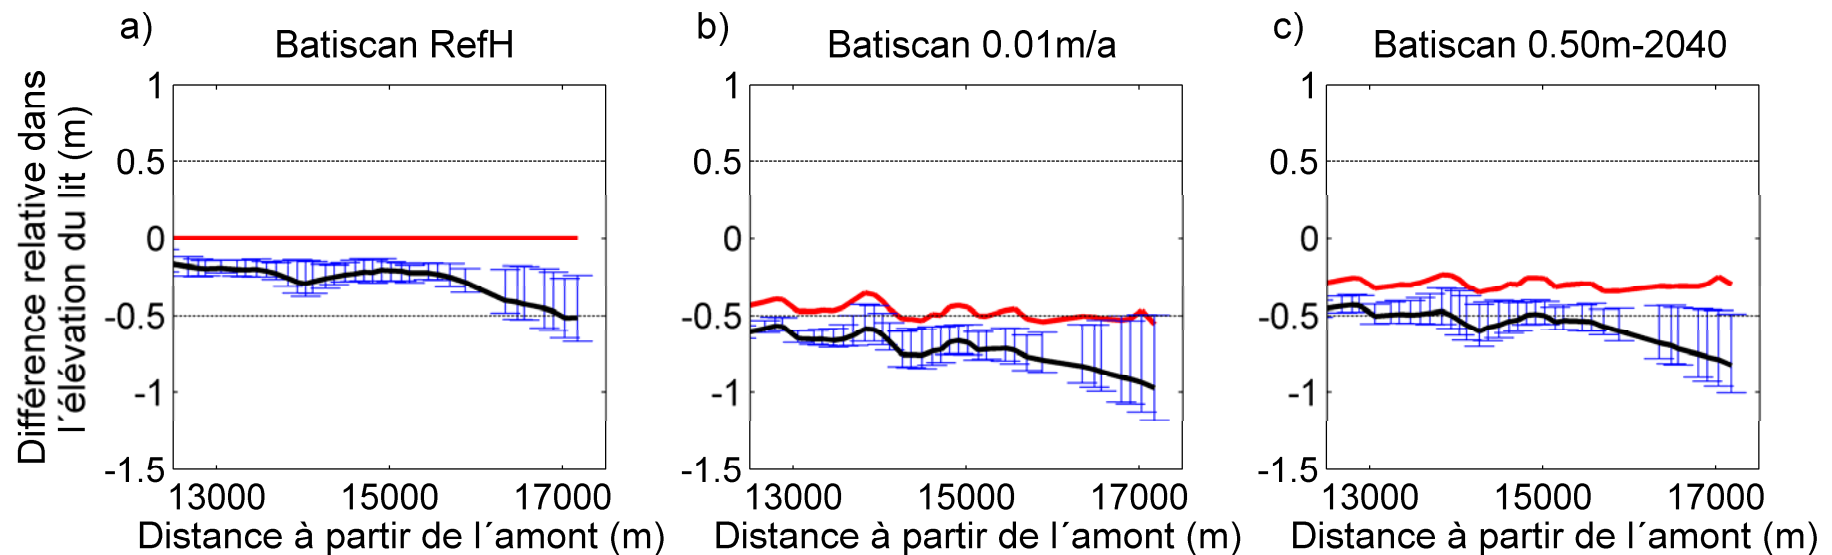 a)
Batiscan RefH
b)
Batiscan 0.01m/a
c)
Batiscan 0.50m-2040
Différence relative dans
l´élévation du lit (m)
1
0.5
0
-0.5
-1
-1.5
13000 15000 17000
Distance à partir de l´amont (m)
1
0.5
0
-0.5
-1
-1.5
13000 15000 17000
Distance à partir de l´amont (m)
1
0.5
0
-0.5
-1
-1.5
13000 15000 17000
Distance à partir de l´amont (m)